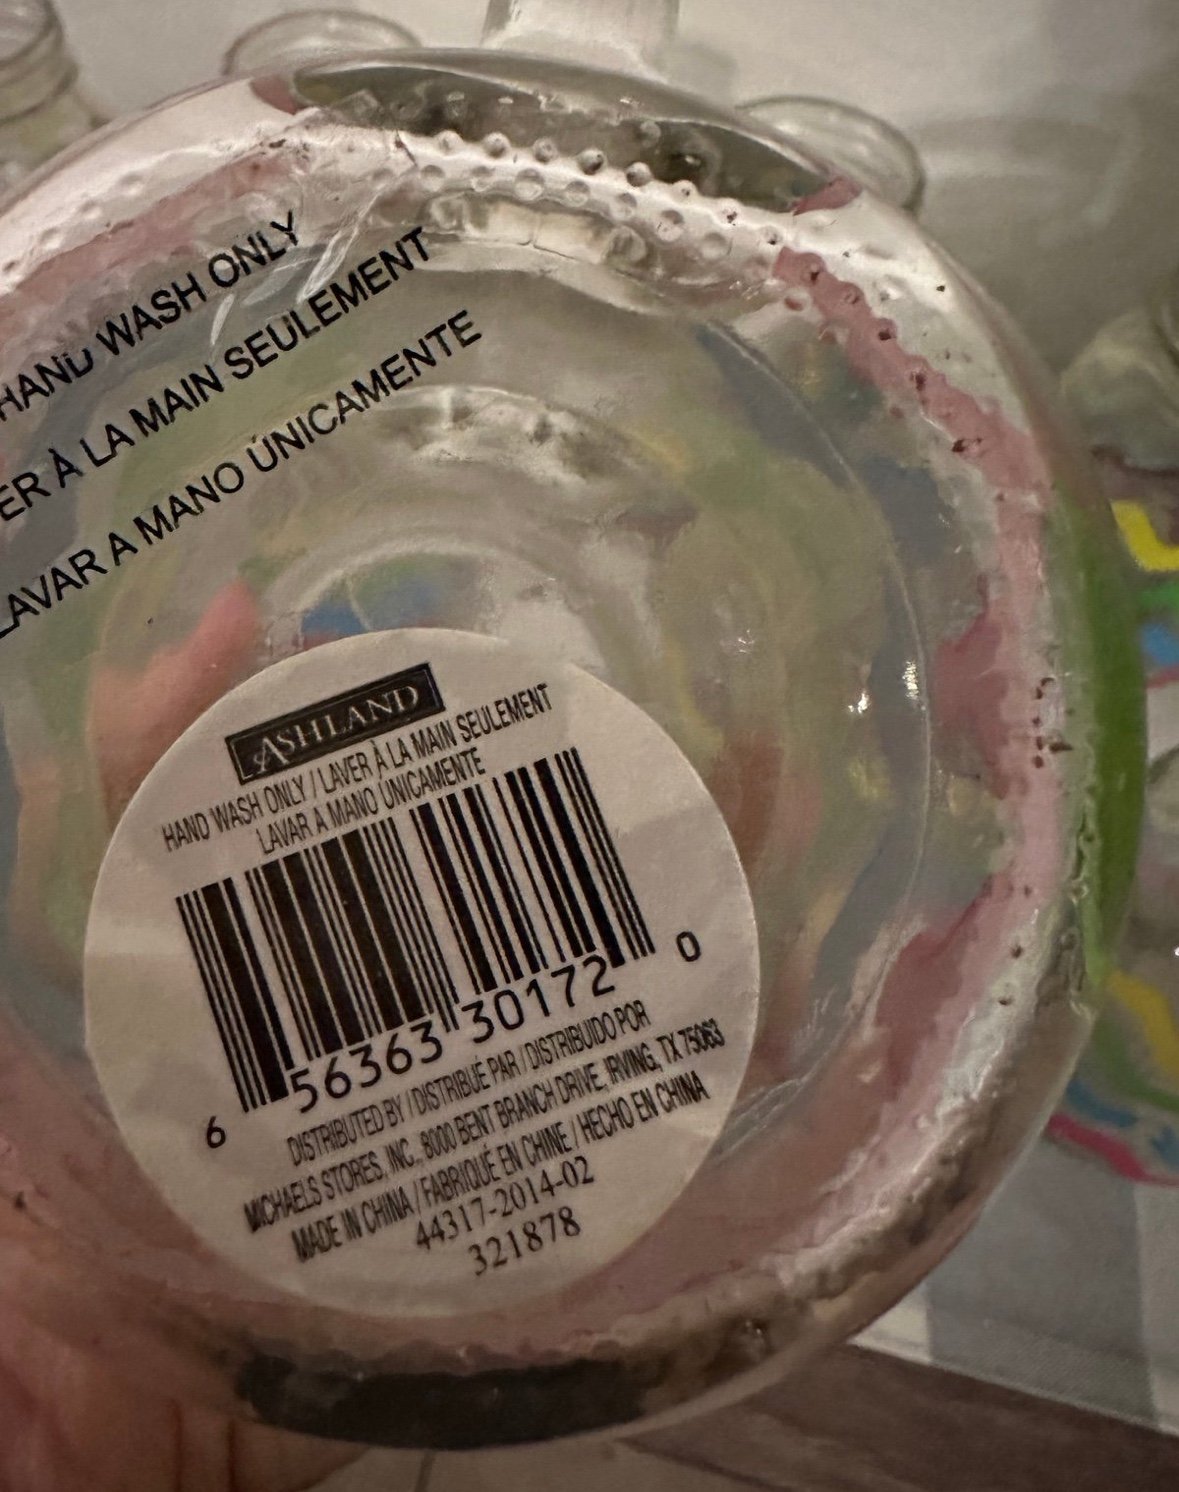 HAND WASH ONLY
ER À LA MAIN SEULEMENT
LAVAR A MANO ÚNICAMENTE
ASHLAND
HAND WASH ONLY / LAVER À LA MAIN SEULEMENT
LAVAR A MANO ÚNICAMENTE
6 56363 30172 0
DISTRIBUTED BY / DISTRIBUÉ PAR / DISTRIBUIDO POR
MICHAELS STORES, INC., 8000 BENT BRANCH DRIVE, IRVING, TX 75063
MADE IN CHINA / FABRIQUÉ EN CHINE / HECHO EN CHINA
44317-2014-02
321878